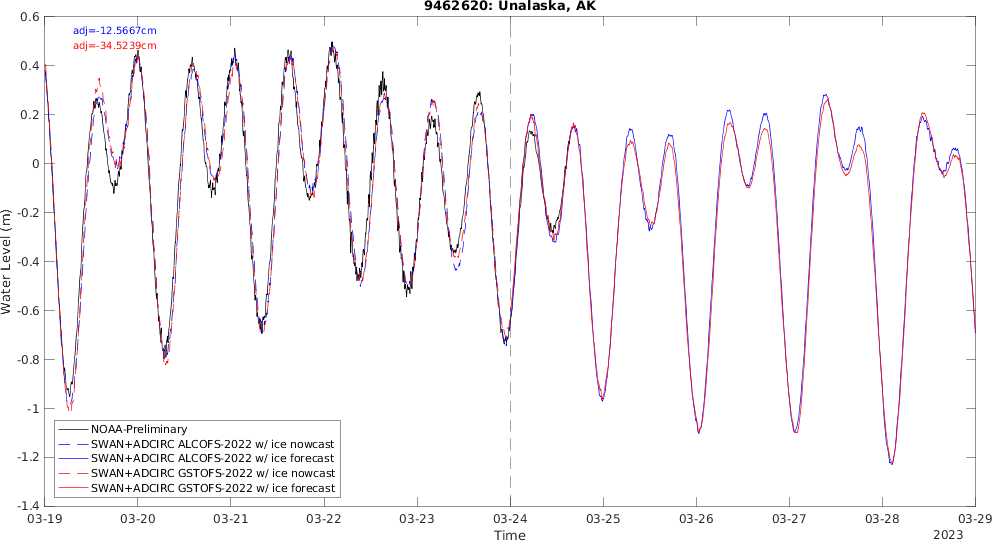 9462620: Unalaska, AK
adj=-12.5667cm
adj=-34.5239cm
0.6
0.4
0.2
0
-0.2
-0.4
-0.6
-0.8
-1
-1.2
-1.4
Water Level (m)
NOAA-Preliminary
SWAN+ADCIRC ALCOFS-2022 w/ ice nowcast
SWAN+ADCIRC ALCOFS-2022 w/ ice forecast
SWAN+ADCIRC GSTOFS-2022 w/ ice nowcast
SWAN+ADCIRC GSTOFS-2022 w/ ice forecast
03-19 03-20 03-21 03-22 03-23 03-24 03-25 03-26 03-27 03-28 03-29
Time
2023